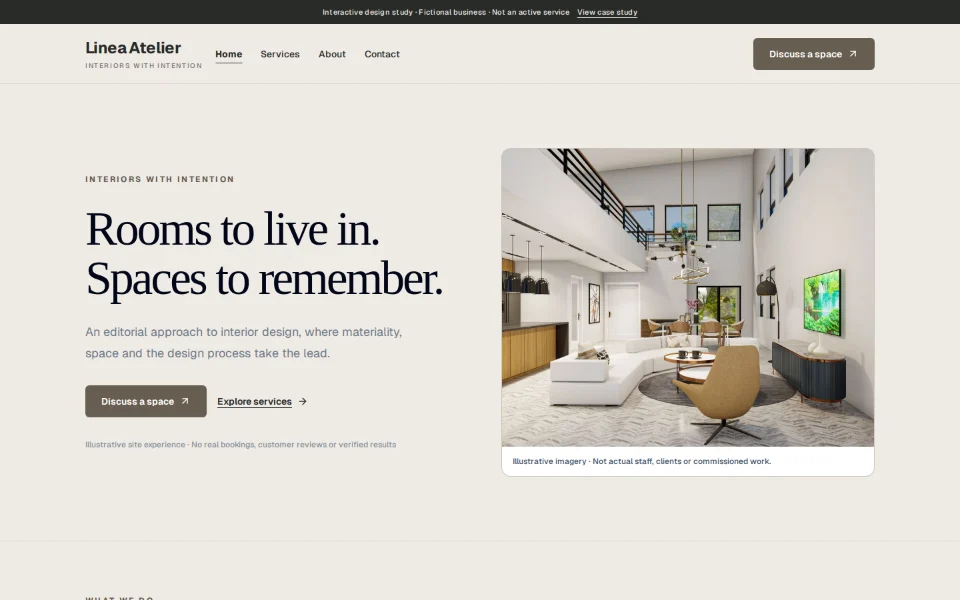 Interactive design study · Fictional business · Not an active service View case study
Linea Atelier
INTERIORS WITH INTENTION
Home Services About Contact
Discuss a space
INTERIORS WITH INTENTION
Rooms to live in.
Spaces to remember.
An editorial approach to interior design, where materiality,
space and the design process take the lead.
Discuss a space
Explore services
Illustrative site experience · No real bookings, customer reviews or verified results
Illustrative imagery · Not actual staff, clients or commissioned work.
WHAT WE DO